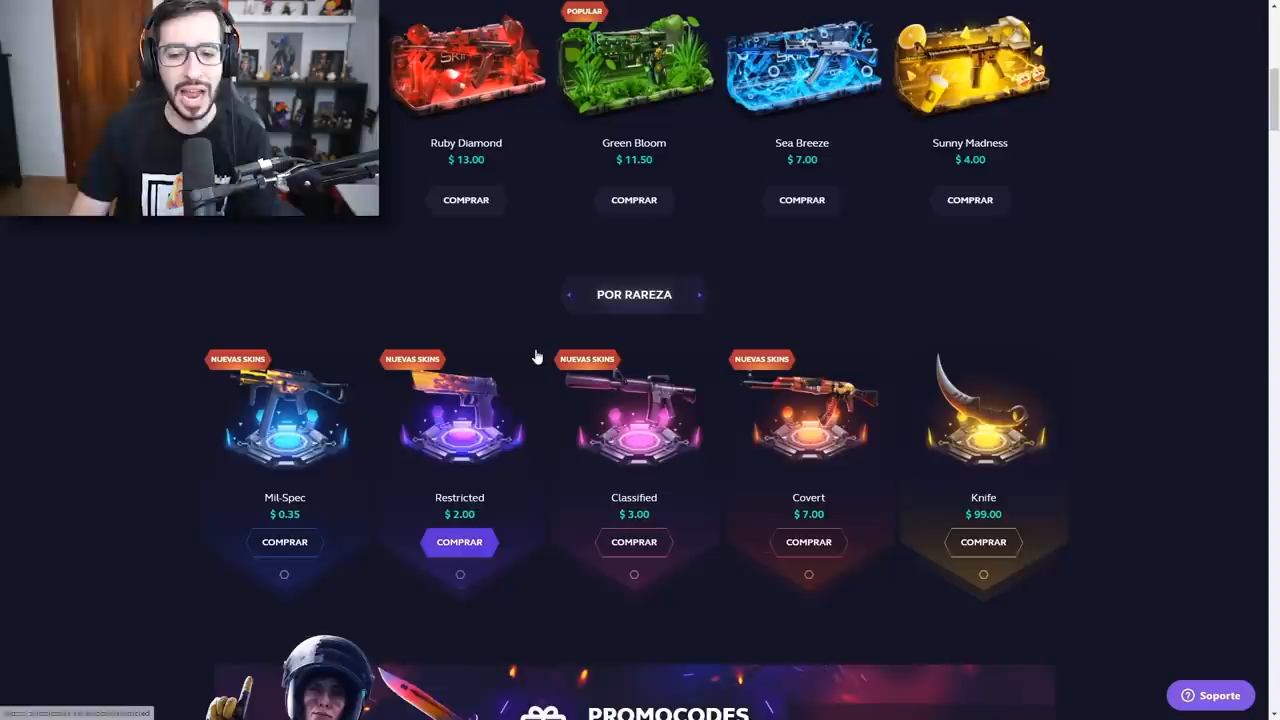 POPULAR
Ruby Diamond
$ 13.00
COMPRAR
Green Bloom
$ 11.50
COMPRAR
Sea Breeze
$ 7.00
COMPRAR
Sunny Madness
$ 4.00
COMPRAR
POR RAREZA
NUEVAS SKINS
Mil-Spec
$ 0.35
COMPRAR
NUEVAS SKINS
Restricted
$ 2.00
COMPRAR
NUEVAS SKINS
Classified
$ 3.00
COMPRAR
NUEVAS SKINS
Covert
$ 7.00
COMPRAR
Knife
$ 99.00
COMPRAR
PROMOCODES
Soporte